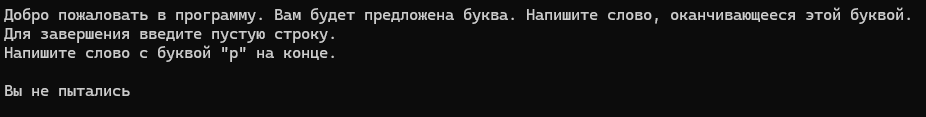 Добро пожаловать в программу. Вам будет предложена буква. Напишите слово, оканчивающееся этой буквой.
Для завершения введите пустую строку.
Напишите слово с буквой "р" на конце.
Вы не пытались